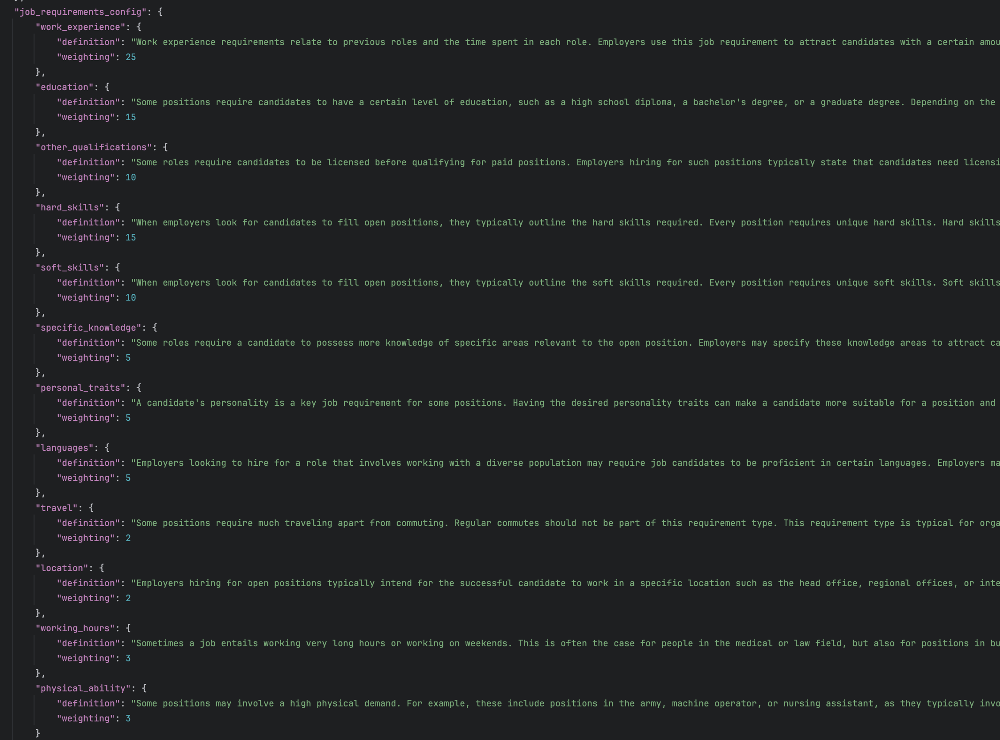 "job_requirements_config": {
"work_experience": {
"definition": "Work experience requirements relate to previous roles and the time spent in each role. Employers use this job requirement to attract candidates with a certain
"weighting": 25
},
"education": {
"definition": "Some positions require candidates to have a certain level of education, such as a high school diploma, a bachelor's degree, or a graduate degree. Depending on the
"weighting": 15
},
"other_qualifications": {
"definition": "Some roles require candidates to be licensed before qualifying for paid positions. Employers hiring for such positions typically state that candidates need
"weighting": 10
},
"hard_skills": {
"definition": "When employers look for candidates to fill open positions, they typically outline the hard skills required. Every position requires unique hard skills. Hard skills
"weighting": 15
},
"soft_skills": {
"definition": "When employers look for candidates to fill open positions, they typically outline the soft skills required. Every position requires unique soft skills. Soft skills
"weighting": 10
},
"specific_knowledge": {
"definition": "Some roles require a candidate to possess more knowledge of specific areas relevant to the open position. Employers may specify these knowledge areas to attract
"weighting": 5
},
"personal_traits": {
"definition": "A candidate's personality is a key job requirement for some positions. Having the desired personality traits can make a candidate more suitable for a position and
"weighting": 5
},
"languages": {
"definition": "Employers looking to hire for a role that involves working with a diverse population may require job candidates to be proficient in certain languages. Employers
"weighting": 5
},
"travel": {
"definition": "Some positions require much traveling apart from commuting. Regular commutes should not be part of this requirement type. This requirement type is typical for
"weighting": 2
},
"location": {
"definition": "Employers hiring for open positions typically intend for the successful candidate to work in a specific location such as the head office, regional offices, or
"weighting": 2
},
"working_hours": {
"definition": "Sometimes a job entails working very long hours or working on weekends. This is often the case for people in the medical or law field, but also for positions in
"weighting": 3
},
"physical_ability": {
"definition": "Some positions may involve a high physical demand. For example, these include positions in the army, machine operator, or nursing assistant, as they typically
"weighting": 3
}